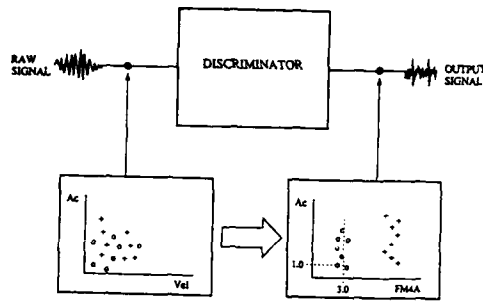 RAW
SIGNAL
DISCRIMINATOR
OUTPUT
SIGNAL
Ac
Vel
Ac
1.0
3.0
FM4A